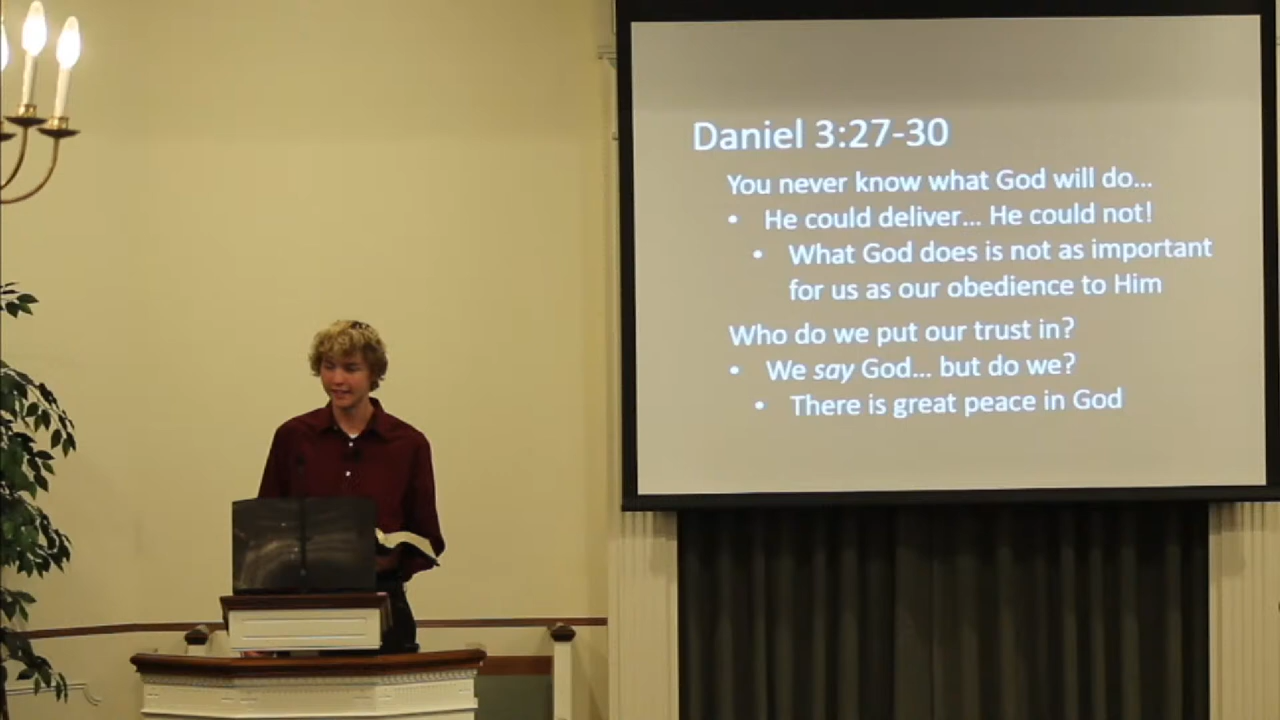 Daniel 3:27-30
You never know what God will do...
• He could deliver... He could not!
• What God does is not as important
for us as our obedience to Him
Who do we put our trust in?
• We say God... but do we?
• There is great peace in God